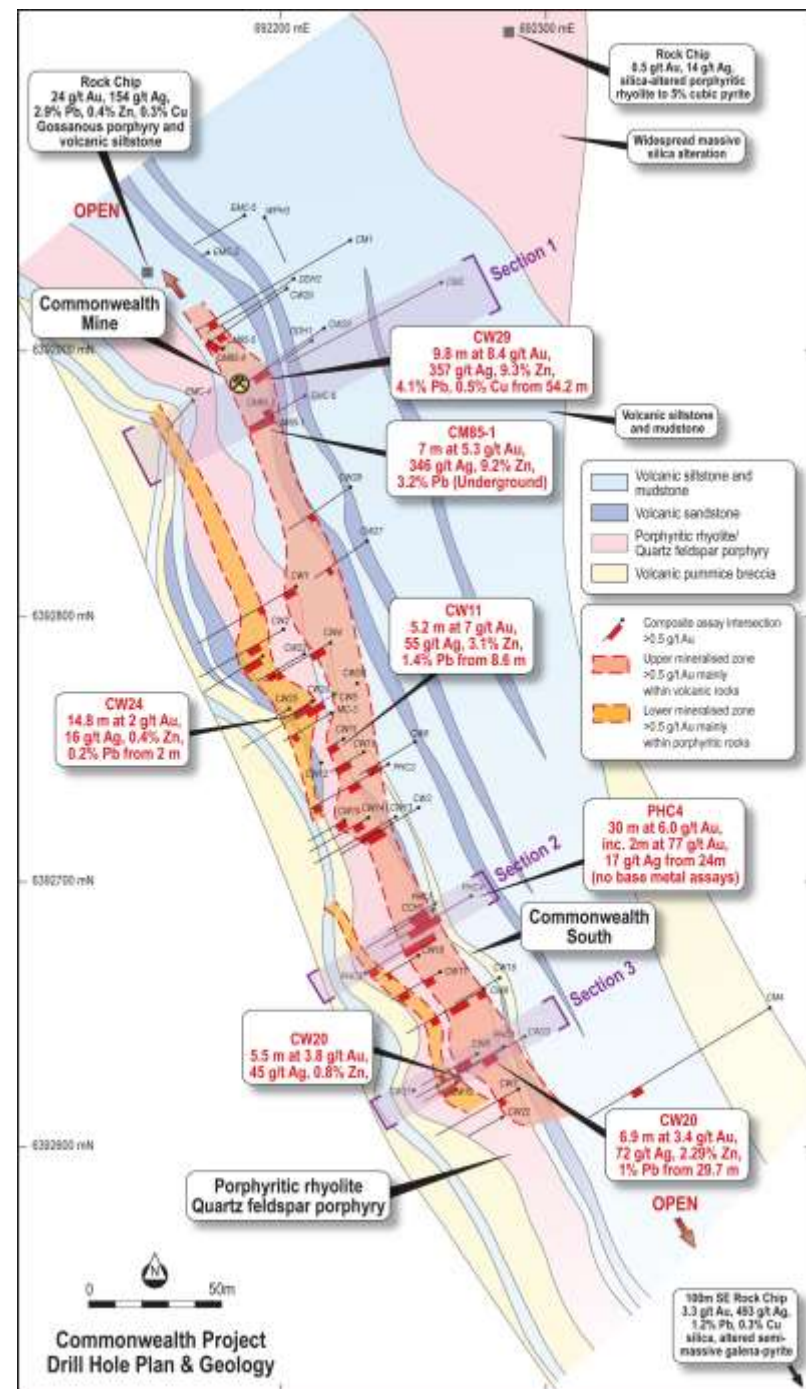 692200 mE
692300 mE
Rock Chip
0.5 g/t Au, 14 g/t Ag,
silica-altered porphyritic
rhyolite to 5% cubic pyrite
Rock Chip
24 g/t Au, 154 g/t Ag,
2.9% Pb, 0.4% Zn, 0.3% Cu
Gossanous porphyry and
volcanic siltstone
Widespread massive
silica alteration
OPEN
Section 1
Commonwealth
Mine
CW29
9.8 m at 8.4 g/t Au,
357 g/t Ag, 9.3% Zn,
4.1% Pb, 0.5% Cu from 54.2 m
CM85-1
7 m at 5.3 g/t Au,
346 g/t Ag, 9.2% Zn,
3.2% Pb (Underground)
Volcanic siltstone
and mudstone
Volcanic siltstone and
mudstone
Volcanic sandstone
Porphyritic rhyolite/
Quartz feldspar porphyry
Volcanic pummice breccia
Composite assay intersection
>0.5 g/t Au
Upper mineralised zone
>0.5 g/t Au mainly
within volcanic rocks
Lower mineralised zone
>0.5 g/t Au mainly
within porphyritic rocks
6392800 mN
CW11
5.2 m at 7 g/t Au,
55 g/t Ag, 3.1% Zn,
1.4% Pb from 8.6 m
CW24
14.8 m at 2 g/t Au,
16 g/t Ag, 0.4% Zn,
0.2% Pb from 2 m
PHC4
30 m at 6.0 g/t Au,
inc. 2m at 77 g/t Au,
17 g/t Ag from 24m
(no base metal assays)
6392700 mN
Section 2
Commonwealth
South
Section 3
CM4
CW20
5.5 m at 3.8 g/t Au,
45 g/t Ag, 0.8% Zn,
CW20
6.9 m at 3.4 g/t Au,
72 g/t Ag, 2.29% Zn,
1% Pb from 29.7 m
6392600 mN
Porphyritic rhyolite
Quartz feldspar porphyry
OPEN
N
0 50m
Commonwealth Project
Drill Hole Plan & Geology
100m SE Rock Chip
3.3 g/t Au, 493 g/t Ag,
1.2% Pb, 0.3% Cu
silica, altered semi-
massive galena-pyrite